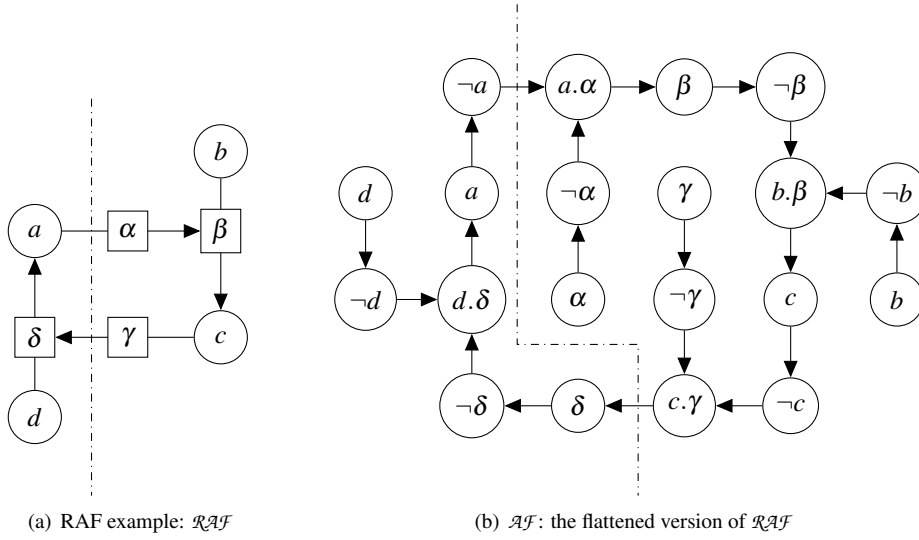 ¬a
a.α
β
¬β
b
d
a
¬α
γ
b.β
¬b
a
α
β
¬d
d.δ
α
¬γ
c
b
δ
γ
c
d
¬δ
δ
c.γ
¬c
(a) RAF example: RAF
(b) AF: the flattened version of RAF